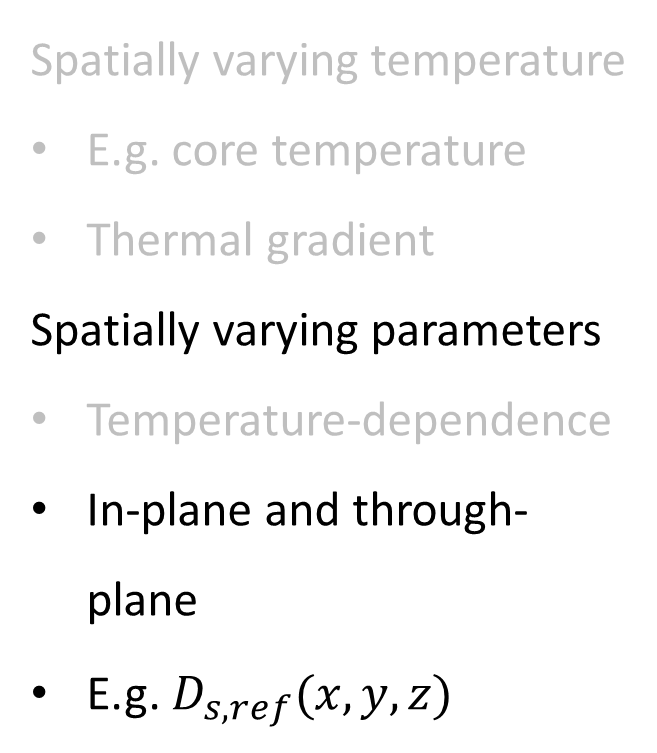 Spatially varying temperature
• E.g. core temperature
• Thermal gradient
Spatially varying parameters
• Temperature-dependence
• In-plane and through-
plane
• E.g. D_{s,ref}(x, y, z)